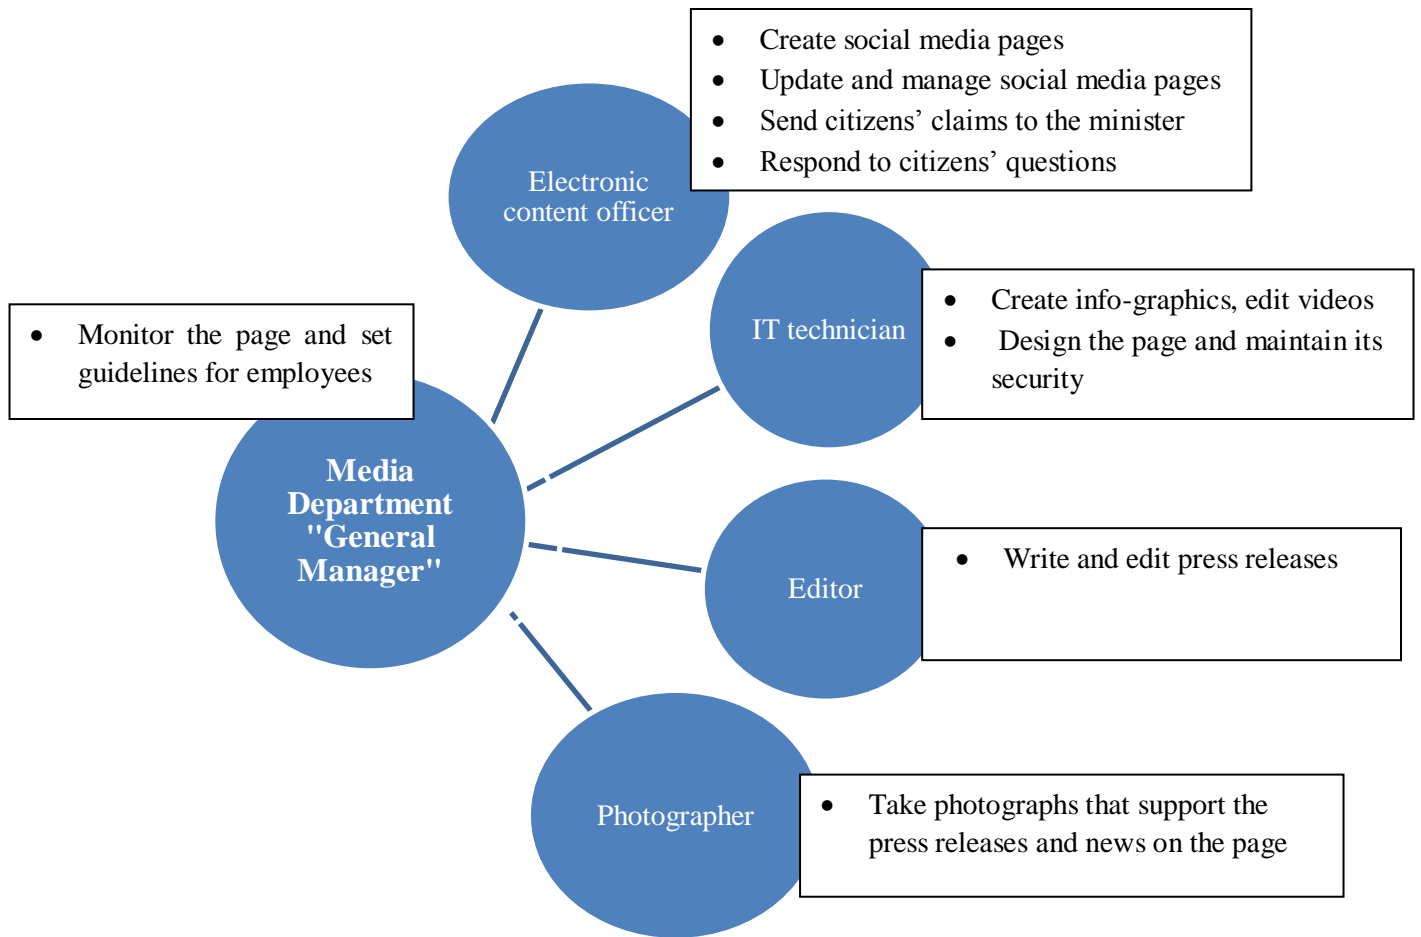 • Create social media pages
• Update and manage social media pages
• Send citizens’ claims to the minister
• Respond to citizens’ questions
Electronic
content officer
• Create info-graphics, edit videos
• Design the page and maintain its
security
IT technician
• Monitor the page and set
guidelines for employees
Media
Department
"General
Manager"
• Write and edit press releases
Editor
• Take photographs that support the
press releases and news on the page
Photographer